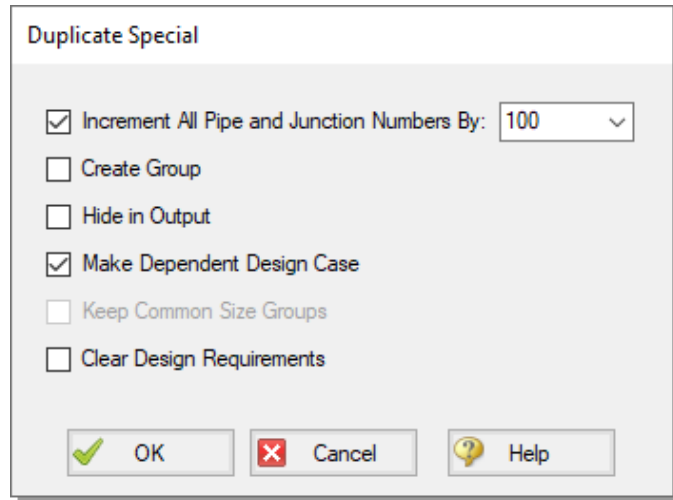 Duplicate Special
Increment All Pipe and Junction Numbers By: 100
Create Group
Hide in Output
Make Dependent Design Case
Keep Common Size Groups
Clear Design Requirements
OK Cancel Help